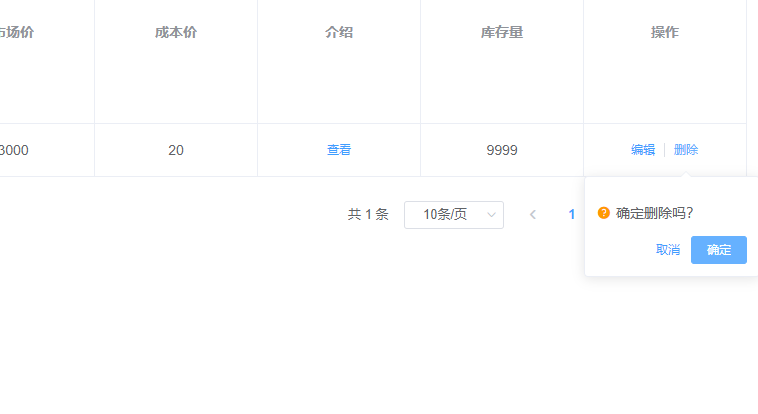 市场价 成本价 介绍 库存量 操作
3000 20 查看 9999 编辑 删除
共 1 条 10条/页 1
确定删除吗?
取消 确定